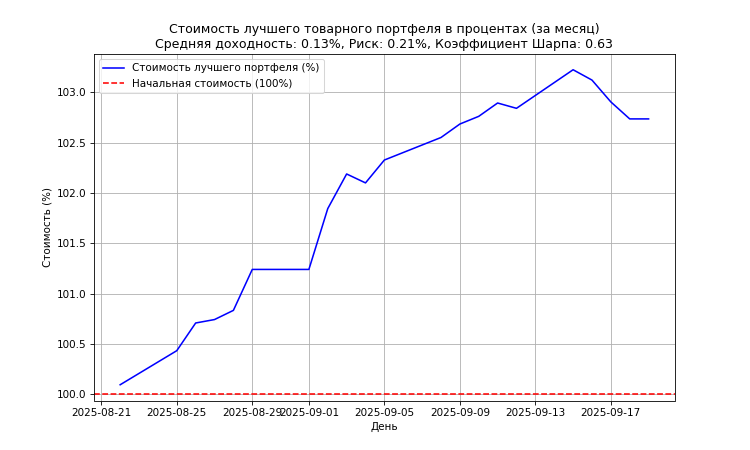 Стоимость лучшего товарного портфеля в процентах (за месяц)
Средняя доходность: 0.13%, Риск: 0.21%, Коэффициент Шарпа: 0.63
Стоимость лучшего портфеля (%)
Начальная стоимость (100%)
Стоимость (%)
103.0
102.5
102.0
101.5
101.0
100.5
100.0
2025-08-21 2025-08-25 2025-08-29 2025-09-01 2025-09-05 2025-09-09 2025-09-13 2025-09-17
День